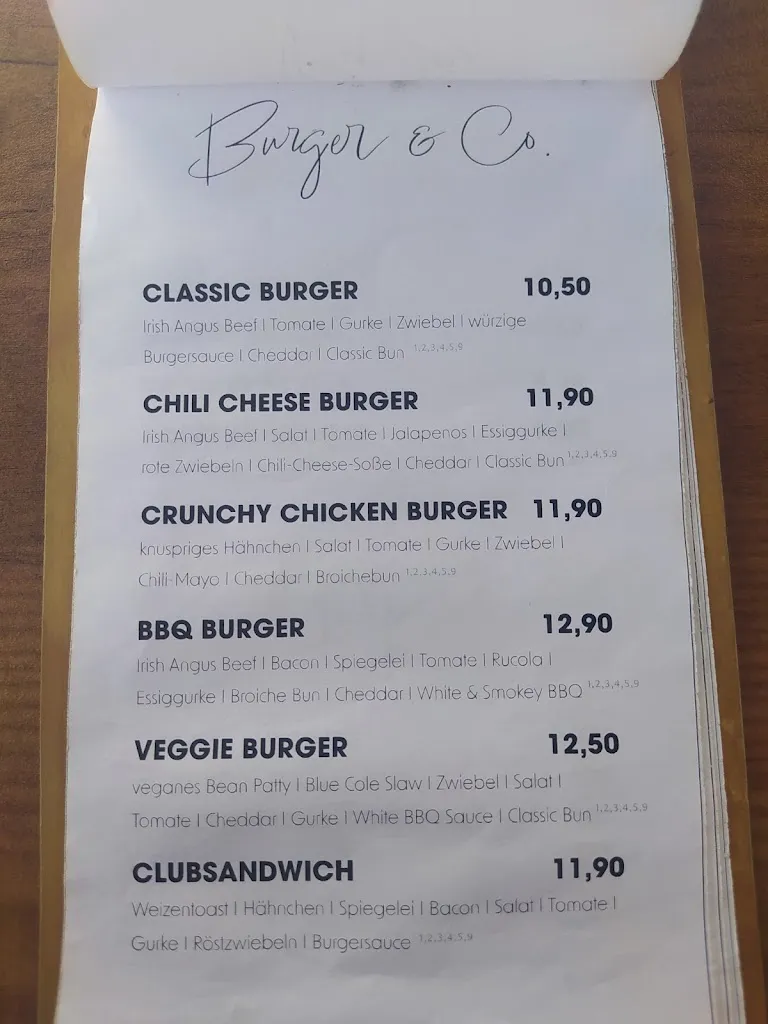 Burger & Co.
CLASSIC BURGER 10,50
Irish Angus Beef | Tomate | Gurke | Zwiebel | würzige
Burgersauce | Cheddar | Classic Bun 1,2,3,4,5,9
CHILI CHEESE BURGER 11,90
Irish Angus Beef | Salat | Tomate | Jalapenos | Essiggurke |
rote Zwiebeln | Chili-Cheese-Soße | Cheddar | Classic Bun 1,2,3,4,5,9
CRUNCHY CHICKEN BURGER 11,90
knuspriges Hähnchen | Salat | Tomate | Gurke | Zwiebel |
Chili-Mayo | Cheddar | Broichebun 1,2,3,4,5,9
BBQ BURGER 12,90
Irish Angus Beef | Bacon | Spiegelei | Tomate | Rucola |
Essiggurke | Broiche Bun | Cheddar | White & Smokey BBQ 1,2,3,4,5,9
VEGGIE BURGER 12,50
veganes Bean Patty | Blue Cole Slaw | Zwiebel | Salat |
Tomate | Cheddar | Gurke | White BBQ Sauce | Classic Bun 1,2,3,4,5,9
CLUBSANDWICH 11,90
Weizentoast | Hähnchen | Spiegelei | Bacon | Salat | Tomate |
Gurke | Röstzwiebeln | Burgersauce 1,2,3,4,5,9